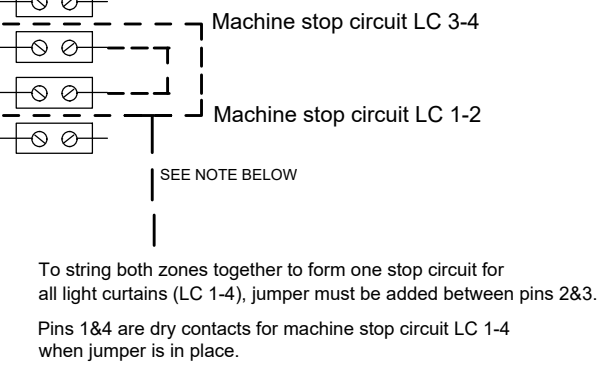 Machine stop circuit LC 3-4
Machine stop circuit LC 1-2
SEE NOTE BELOW
To string both zones together to form one stop circuit for
all light curtains (LC 1-4), jumper must be added between pins 2&3.
Pins 1&4 are dry contacts for machine stop circuit LC 1-4
when jumper is in place.